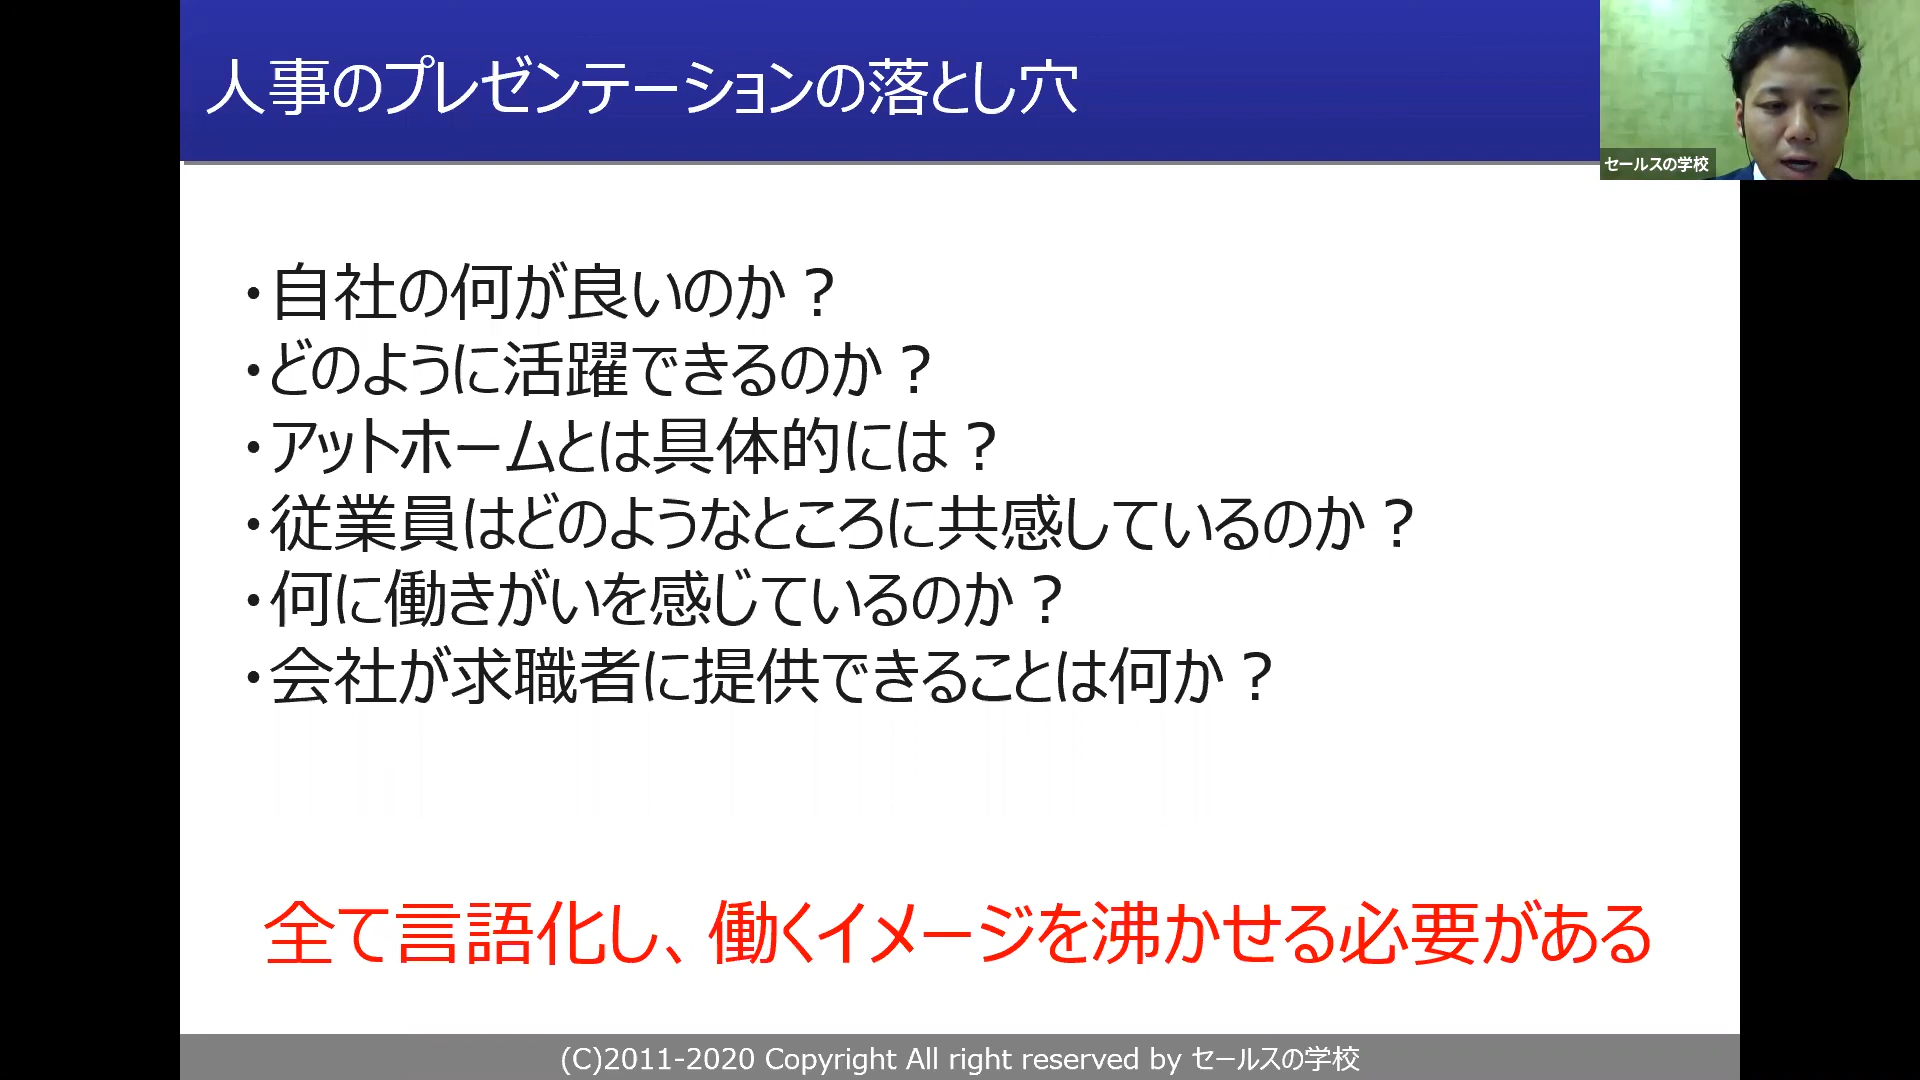 人事のプレゼンテーションの落とし穴
セールスの学校
・自社の何が良いのか？
・どのように活躍できるのか？
・アットホームとは具体的には？
・従業員はどのようなところに共感しているのか？
・何に働きがいを感じているのか？
・会社が求職者に提供できることは何か？
全て言語化し、働くイメージを沸かせる必要がある
(C)2011-2020 Copyright All right reserved by セールスの学校